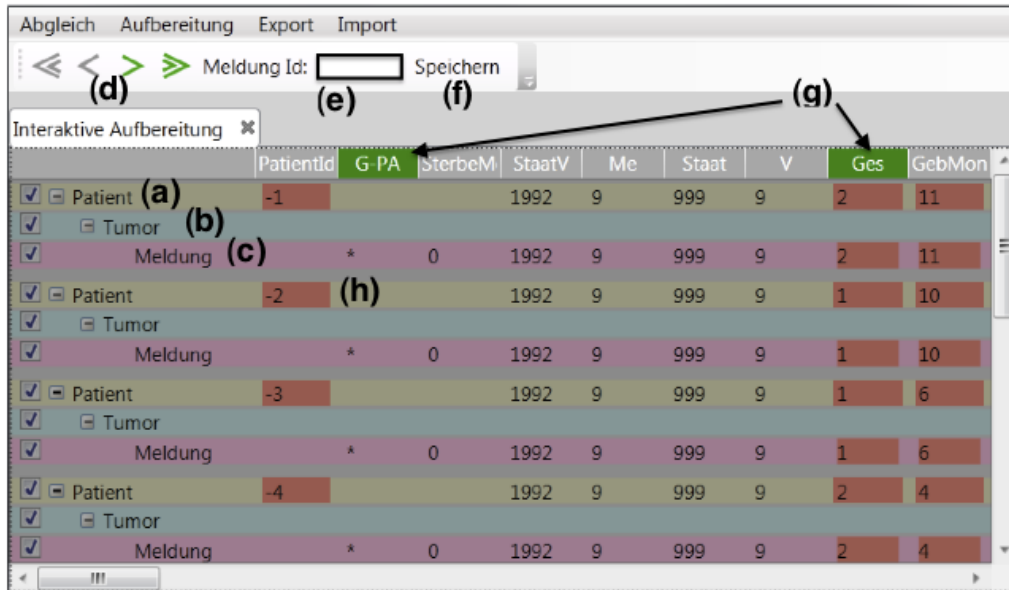 Abgleich Aufbereitung Export Import
Meldung Id: Speichern
(d) (e) (f) (g)
Interaktive Aufbereitung
PatientId G-PA SterbeM StaatV Me Staat V Ges GebMon
Patient (a) -1 1992 9 999 9 2 11
Tumor (b)
Meldung (c) * 0 1992 9 999 9 2 11
Patient -2 (h) 1992 9 999 9 1 10
Tumor
Meldung * 0 1992 9 999 9 1 10
Patient -3 1992 9 999 9 1 6
Tumor
Meldung * 0 1992 9 999 9 1 6
Patient -4 1992 9 999 9 2 4
Tumor
Meldung * 0 1992 9 999 9 2 4